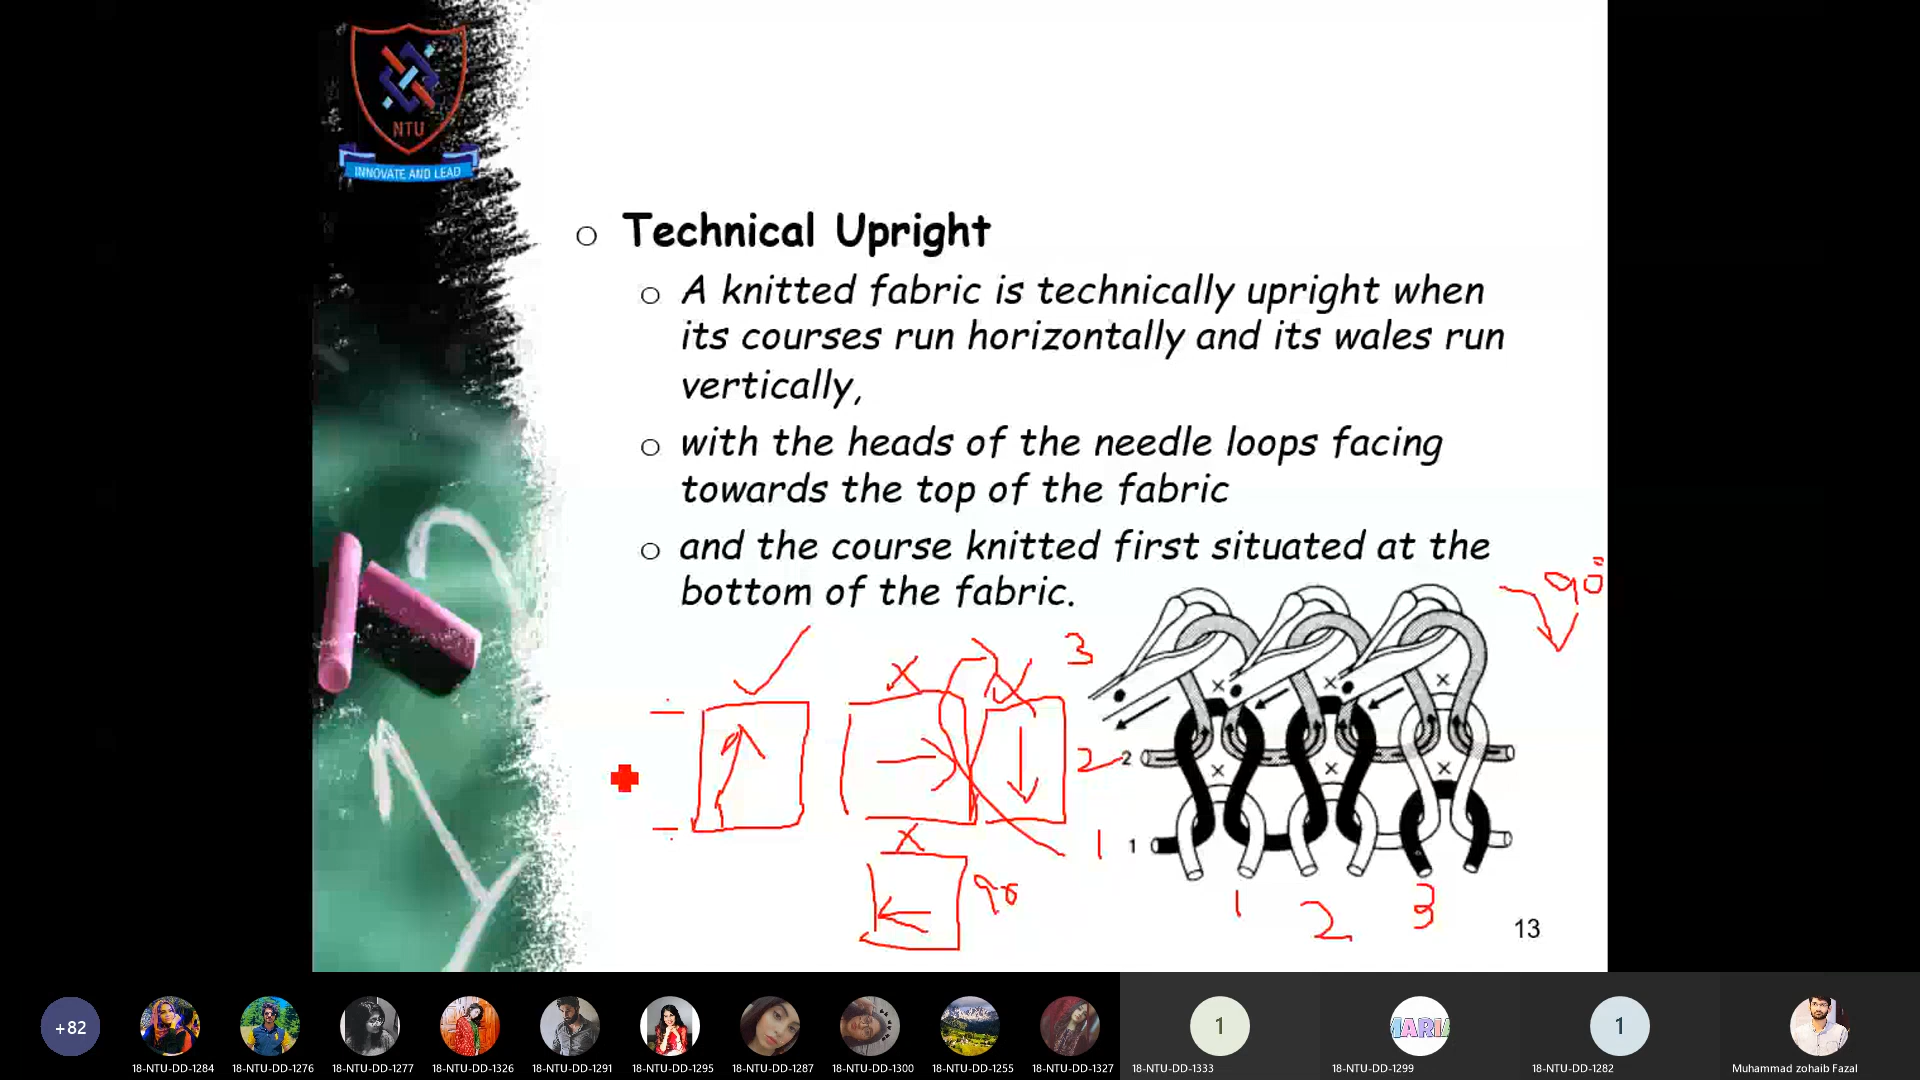 NTU
INNOVATE AND LEAD
Technical Upright
A knitted fabric is technically upright when
its courses run horizontally and its wales run
vertically,
with the heads of the needle loops facing
towards the top of the fabric
and the course knitted first situated at the
bottom of the fabric.
90°
3
2
2
1
1
90
1
2
3
13
+82
1
MARIA
1
18-NTU-DD-1284
18-NTU-DD-1276
18-NTU-DD-1277
18-NTU-DD-1326
18-NTU-DD-1291
18-NTU-DD-1295
18-NTU-DD-1287
18-NTU-DD-1300
18-NTU-DD-1255
18-NTU-DD-1327
18-NTU-DD-1333
18-NTU-DD-1299
18-NTU-DD-1282
Muhammad zohaib Fazal